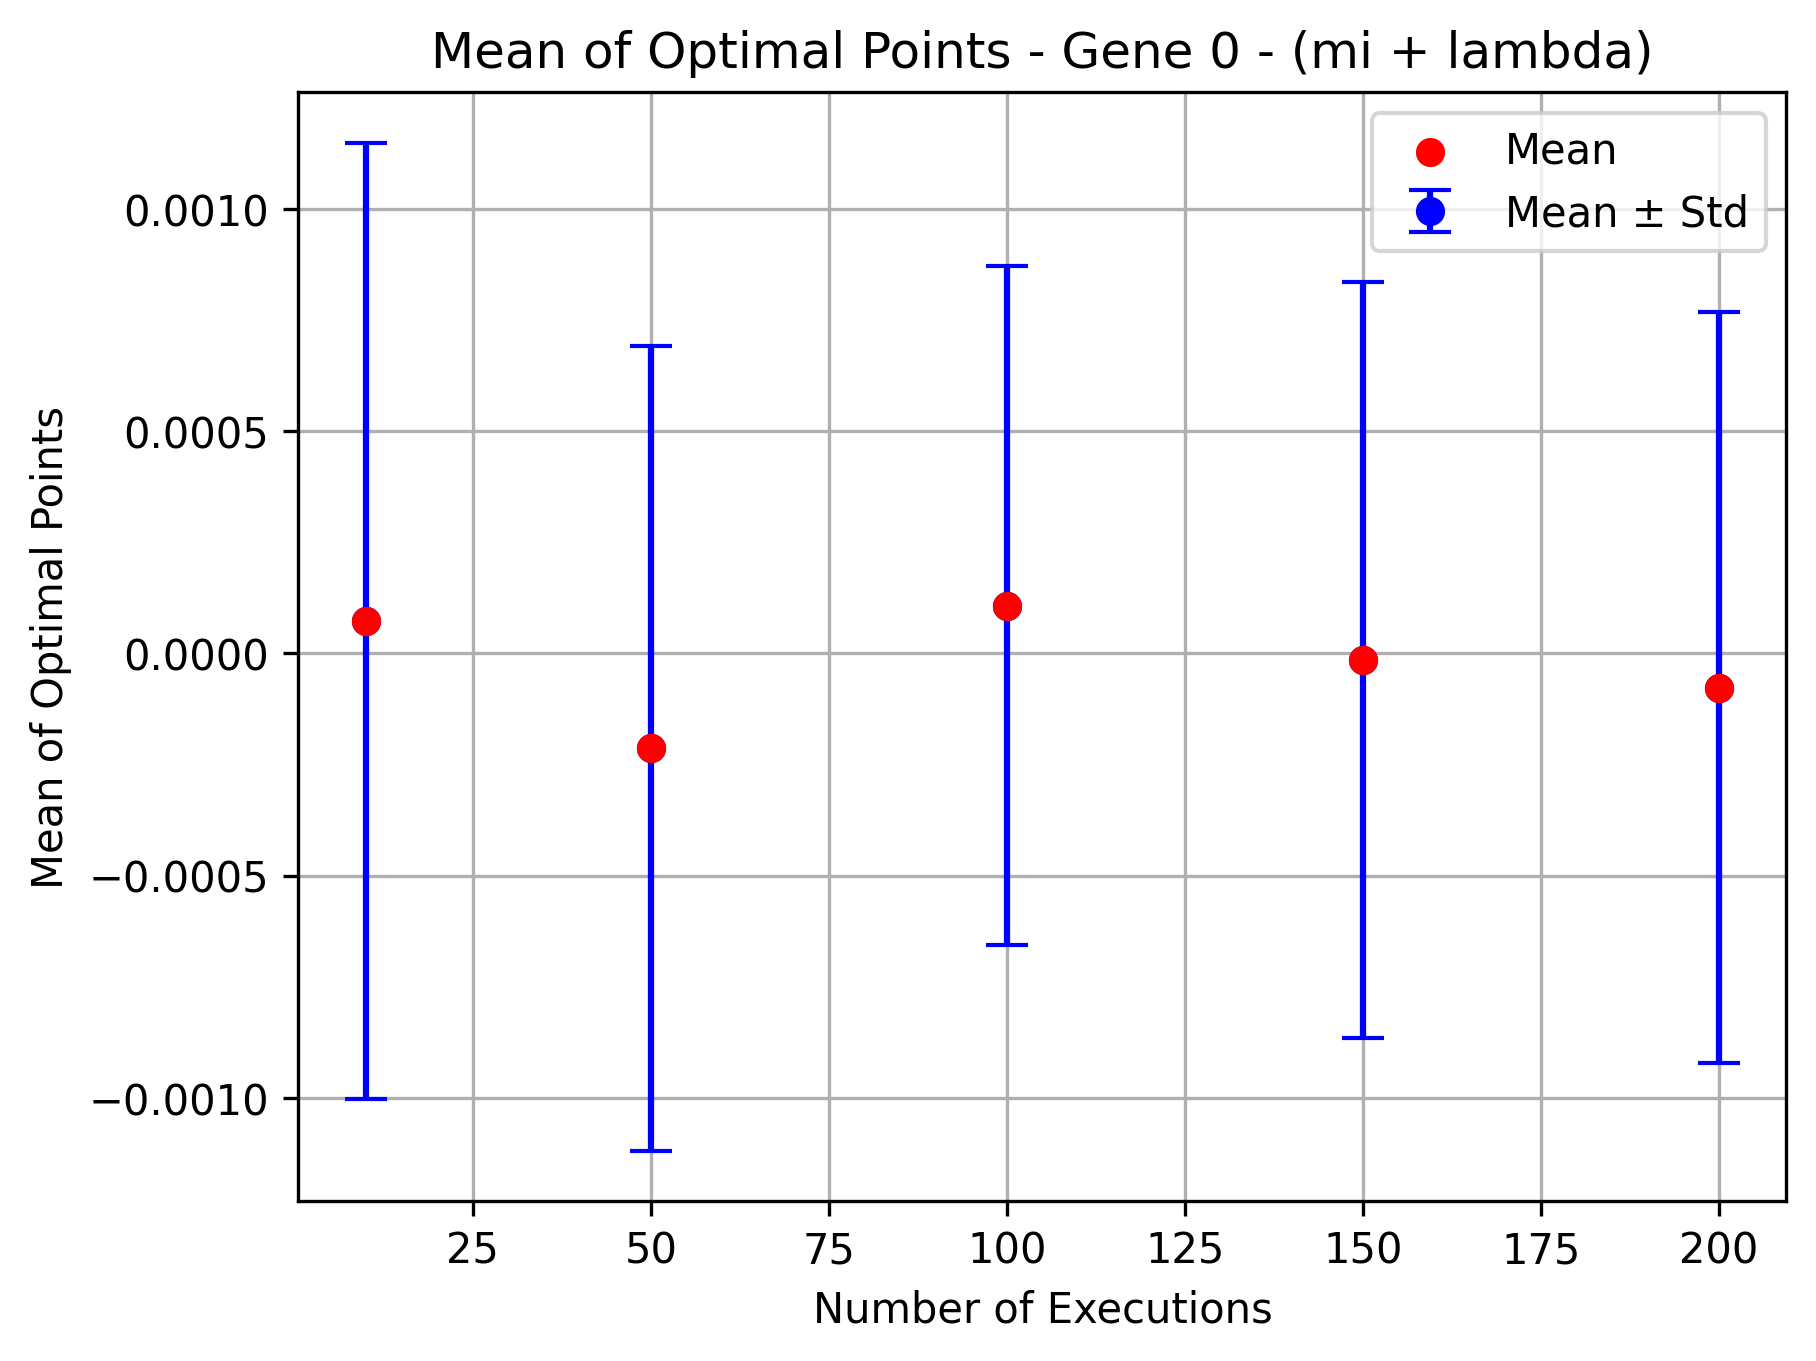 Mean of Optimal Points - Gene 0 - (mi + lambda)
Mean
Mean ± Std
0.0010
0.0005
0.0000
−0.0005
−0.0010
Mean of Optimal Points
25 50 75 100 125 150 175 200
Number of Executions